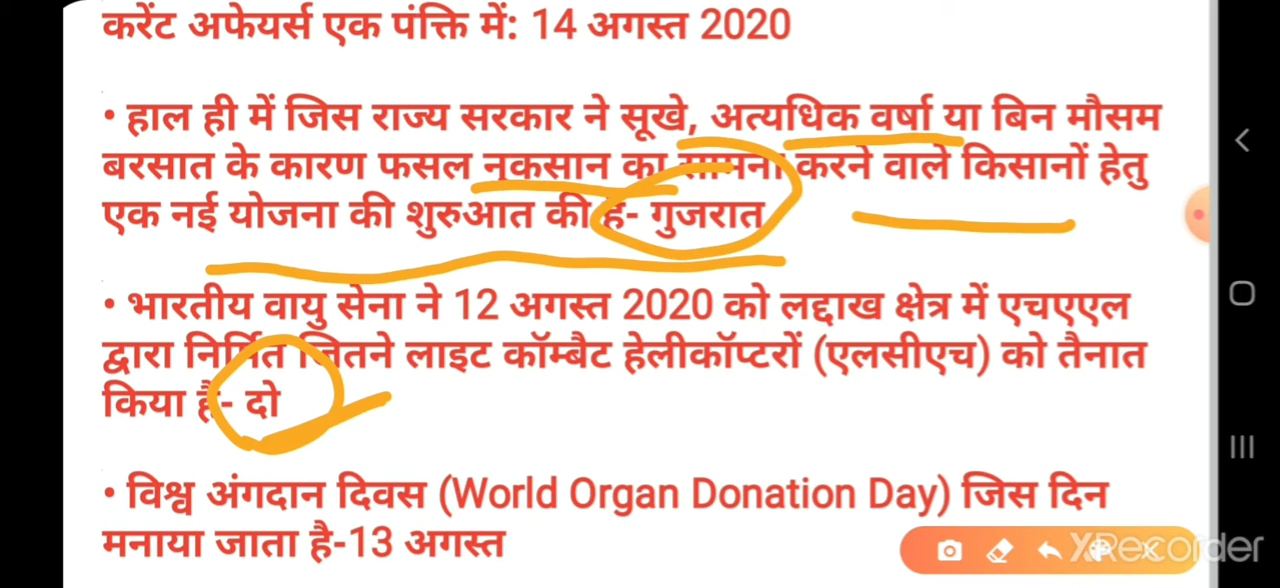 करेंट अफेयर्स एक पंक्ति में: 14 अगस्त 2020
• हाल ही में जिस राज्य सरकार ने सूखे, अत्यधिक वर्षा या बिन मौसम
बरसात के कारण फसल नुकसान का सामना करने वाले किसानों हेतु
एक नई योजना की शुरुआत की है- गुजरात
• भारतीय वायु सेना ने 12 अगस्त 2020 को लद्दाख क्षेत्र में एचएएल
द्वारा निर्मित जितने लाइट कॉम्बैट हेलीकॉप्टरों (एलसीएच) को तैनात
किया है- दो
• विश्व अंगदान दिवस (World Organ Donation Day) जिस दिन
मनाया जाता है-13 अगस्त
XRecorder